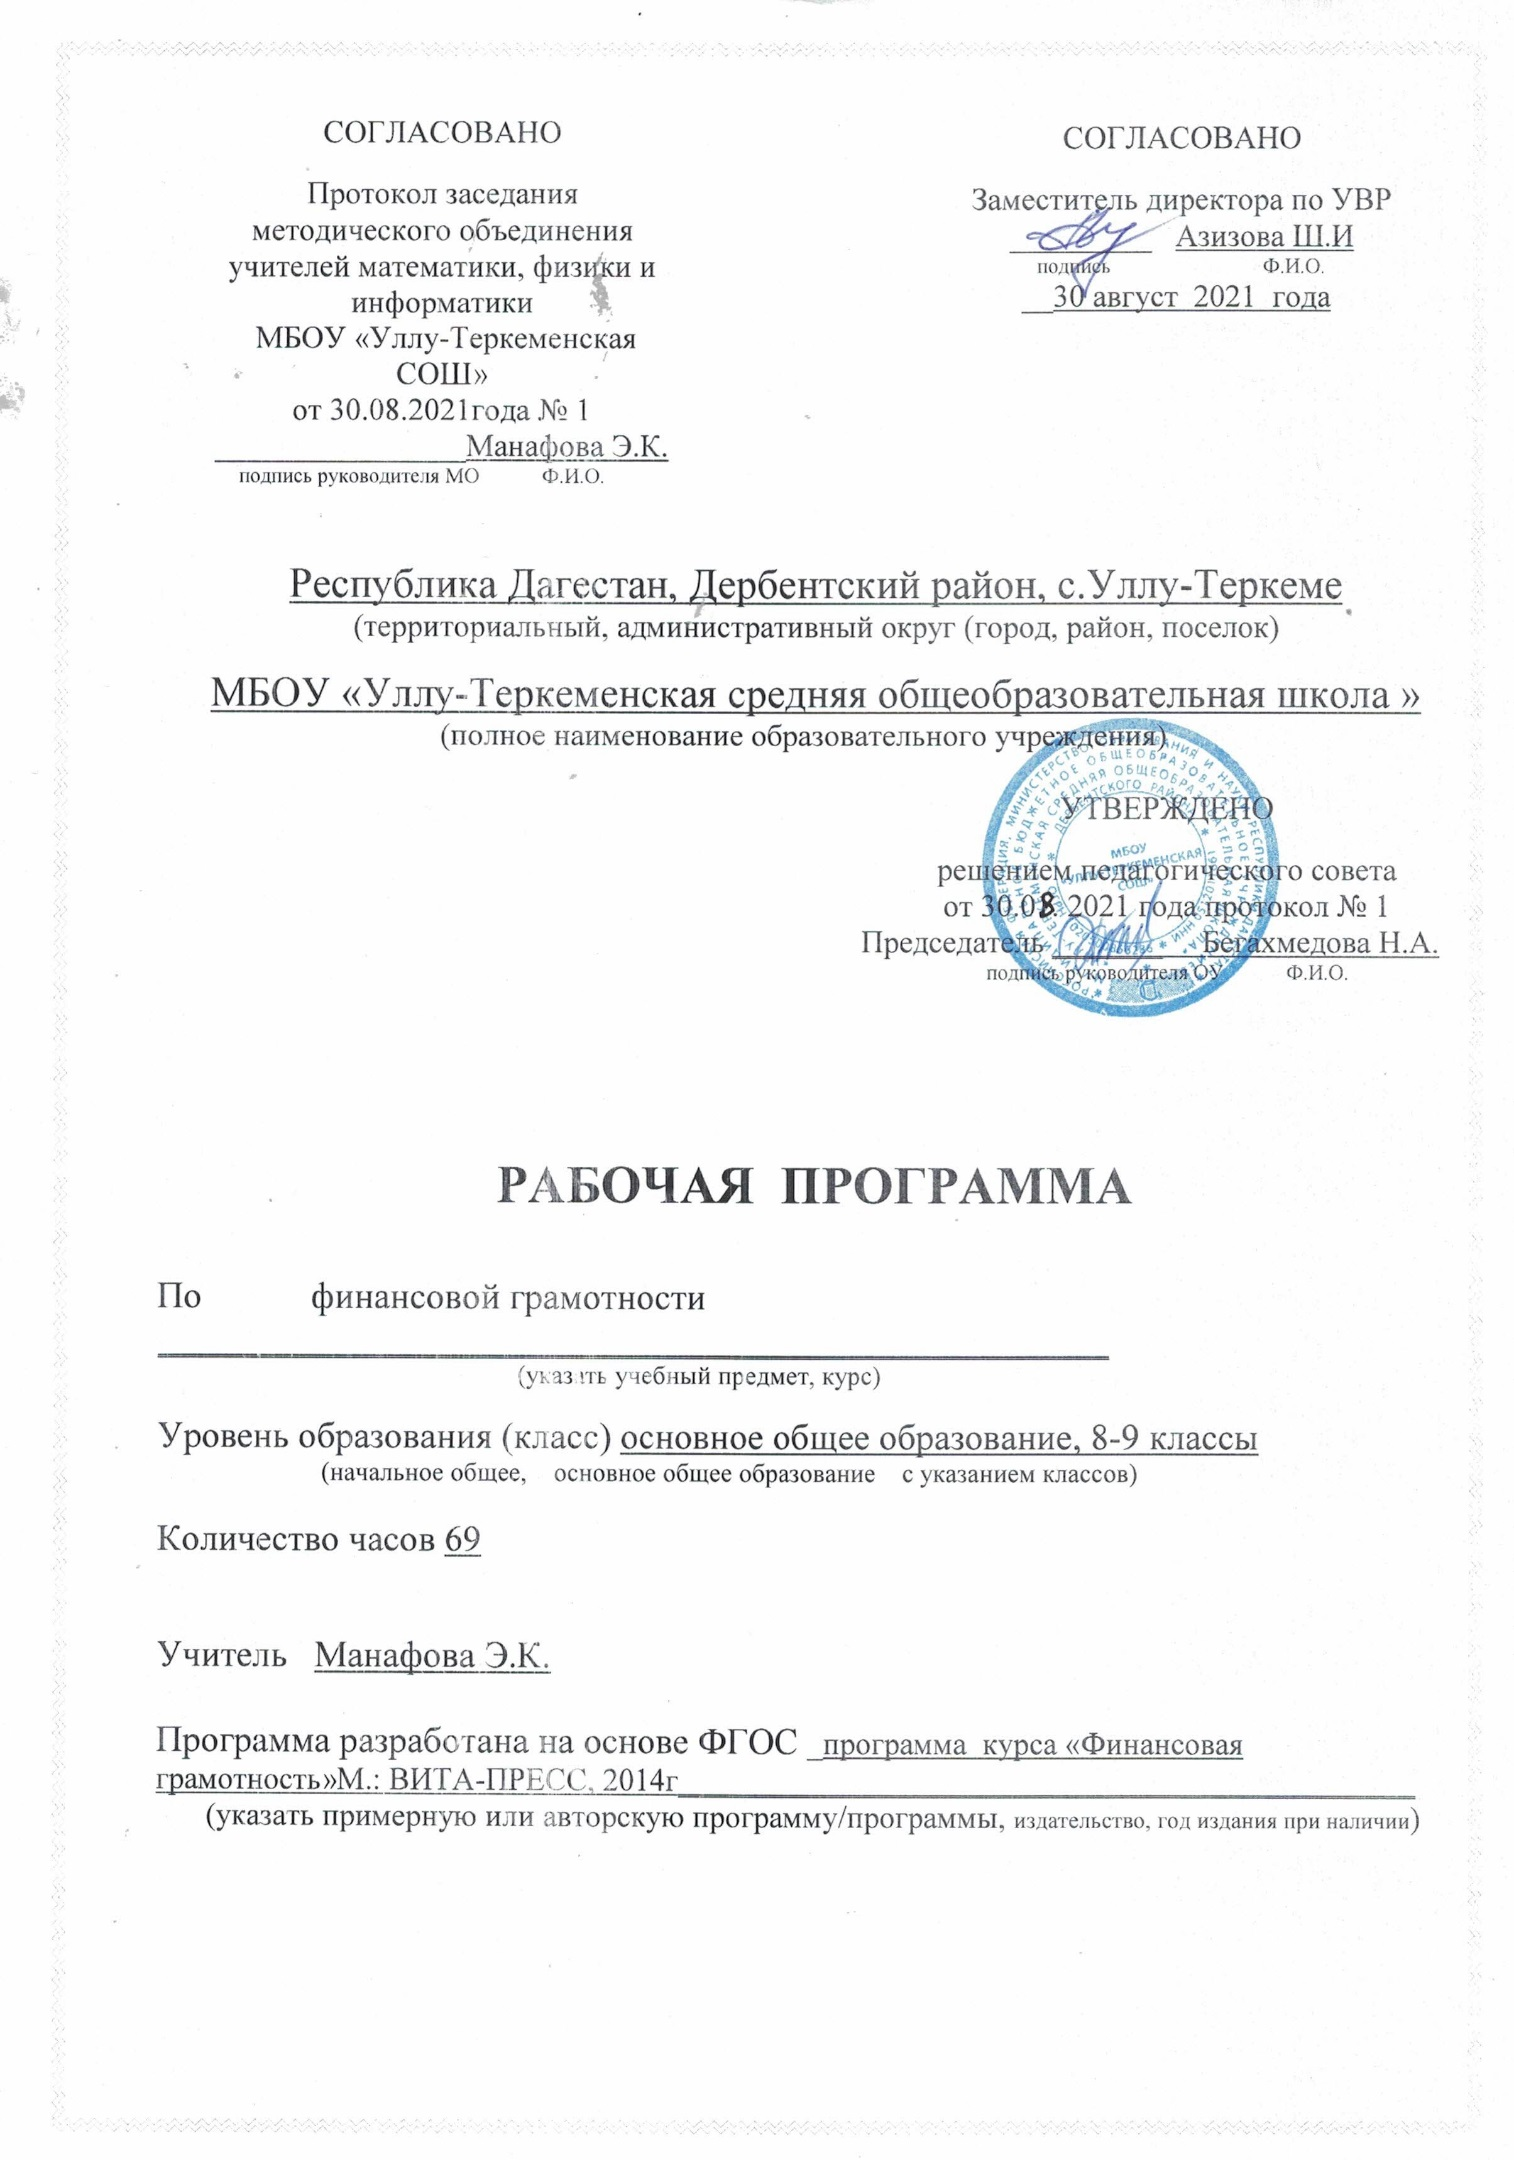 СОГЛАСОВАНО
Протокол заседания
методического объединения
учителей математики, физики и
информатики
МБОУ «Уллу-Теркеменская
СОШ»
от 30.08.2021года № 1
Манафова Э.К.
подпись руководителя МО Ф.И.О.
СОГЛАСОВАНО
Заместитель директора по УВР
Азизова Ш.И
подпись Ф.И.О.
30 август 2021 года
Республика Дагестан, Дербентский район, с.Уллу-Теркеме
(территориальный, административный округ (город, район, поселок)
МБОУ «Уллу-Теркеменская средняя общеобразовательная школа »
(полное наименование образовательного учреждения)
УТВЕРЖДЕНО
решением педагогического совета
от 30.08. 2021 года протокол № 1
Председатель Бегахмедова Н.А.
подпись руководителя ОУ Ф.И.О.
МБОУ
«УЛЛУ-ТЕРКЕМЕНСКАЯ
СОШ»
РАБОЧАЯ ПРОГРАММА
По финансовой грамотности
(указать учебный предмет, курс)
Уровень образования (класс) основное общее образование, 8-9 классы
(начальное общее, основное общее образование с указанием классов)
Количество часов 69
Учитель Манафова Э.К.
Программа разработана на основе ФГОС _программа курса «Финансовая
грамотность»М.: ВИТА-ПРЕСС, 2014г
(указать примерную или авторскую программу/программы, издательство, год издания при наличии)